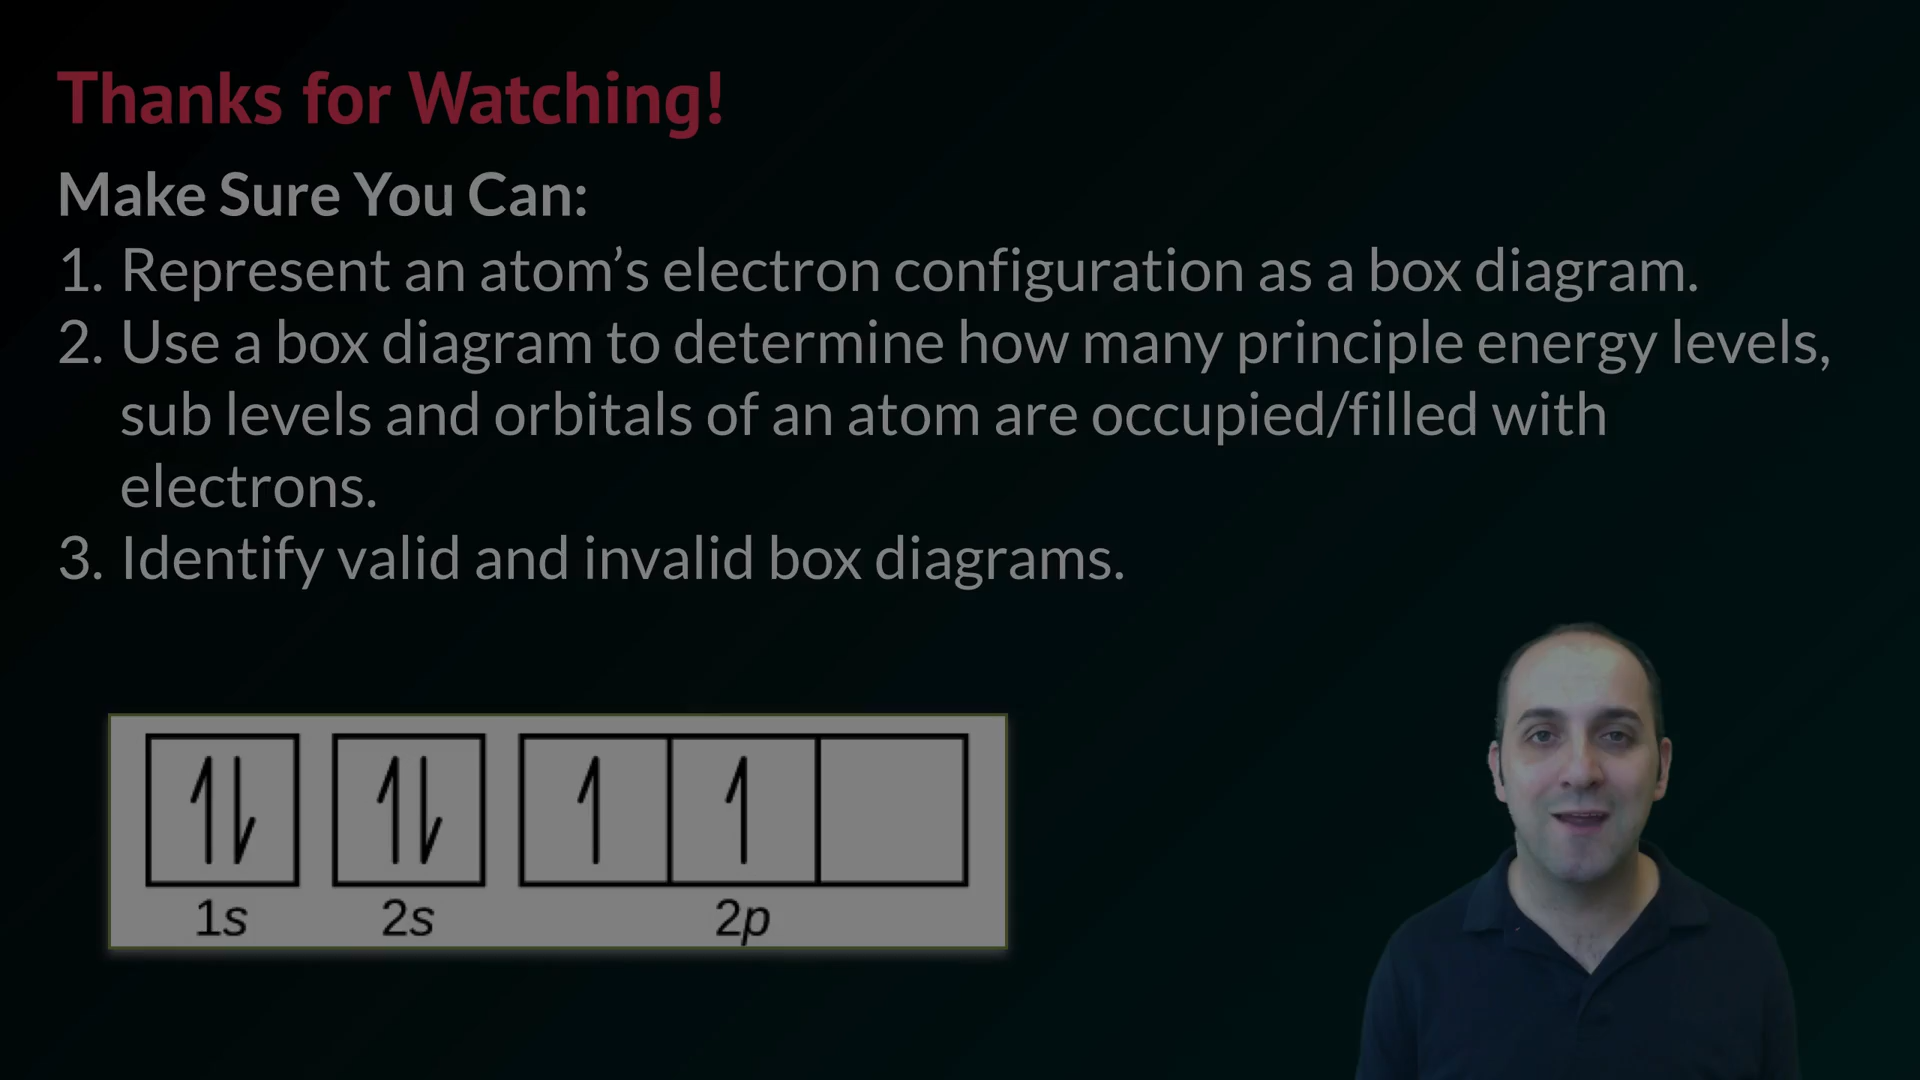 Thanks for Watching!
Make Sure You Can:
1. Represent an atom’s electron configuration as a box diagram.
2. Use a box diagram to determine how many principle energy levels,
sub levels and orbitals of an atom are occupied/filled with
electrons.
3. Identify valid and invalid box diagrams.
1s 2s 2p